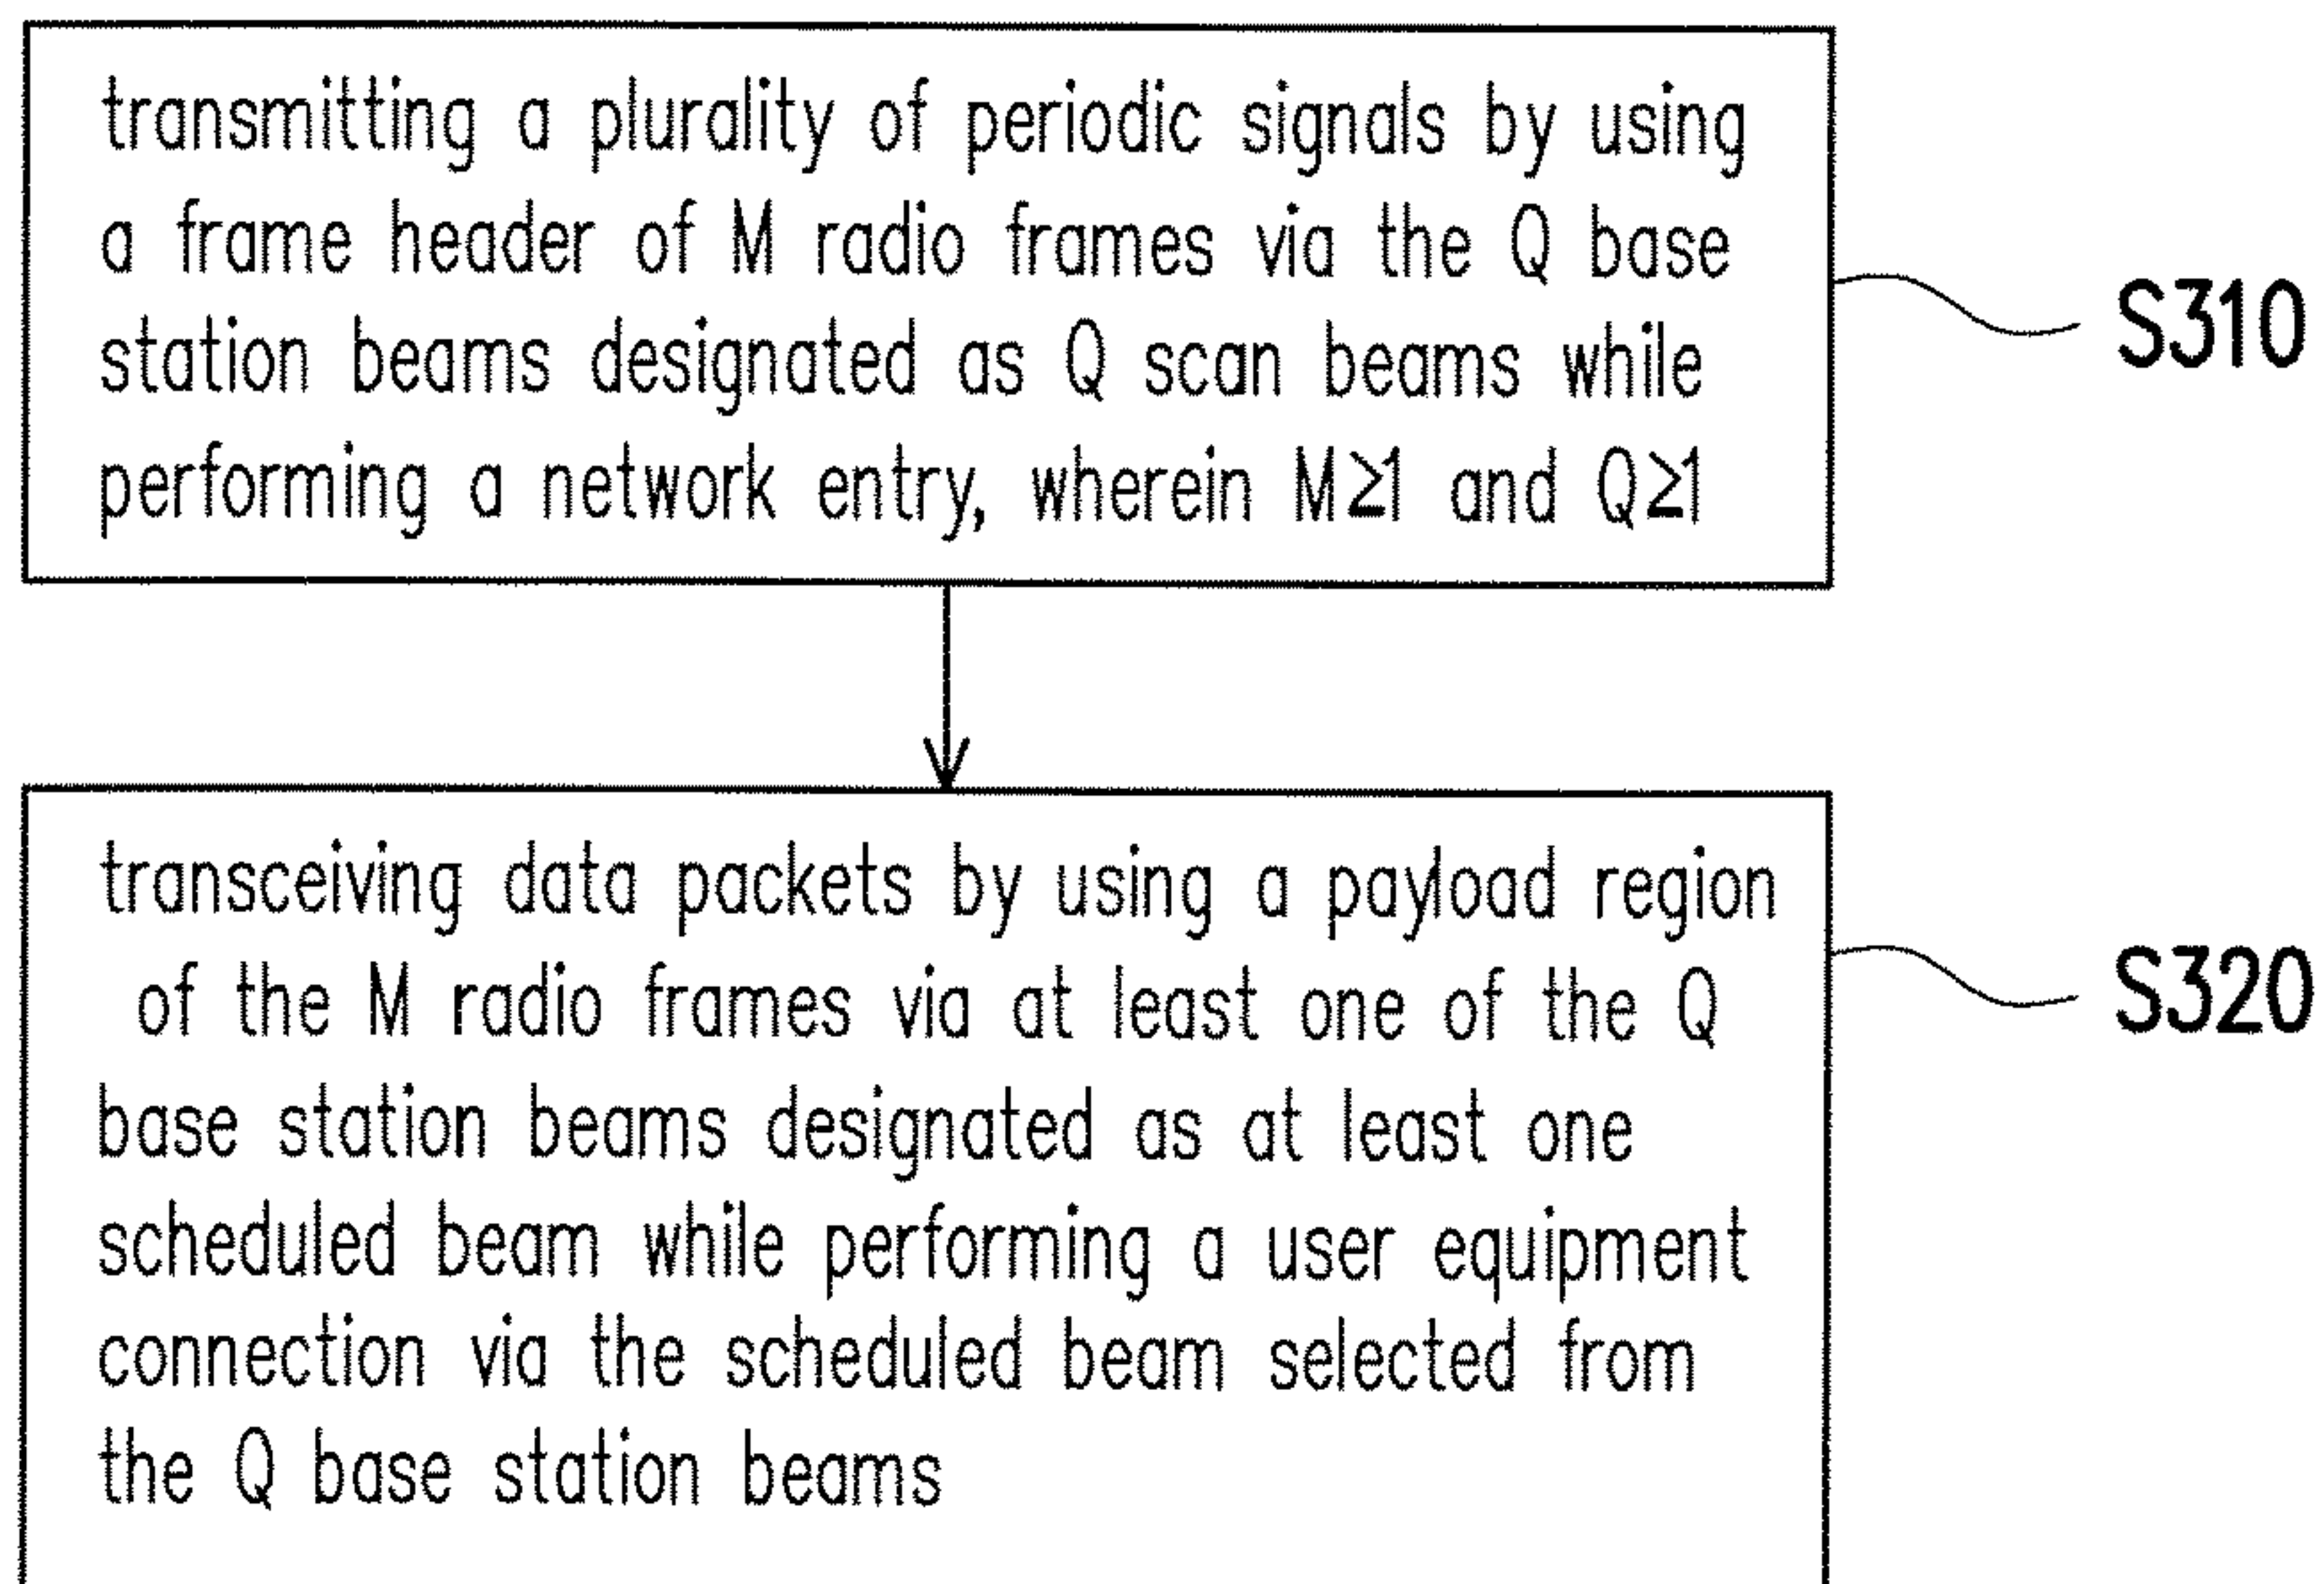 transmitting a plurality of periodic signals by using
a frame header of M radio frames via the Q base
station beams designated as Q scan beams while
performing a network entry, wherein M≥1 and Q≥1
S310
transceiving data packets by using a payload region
of the M radio frames via at least one of the Q
base station beams designated as at least one
scheduled beam while performing a user equipment
connection via the scheduled beam selected from
the Q base station beams
S320